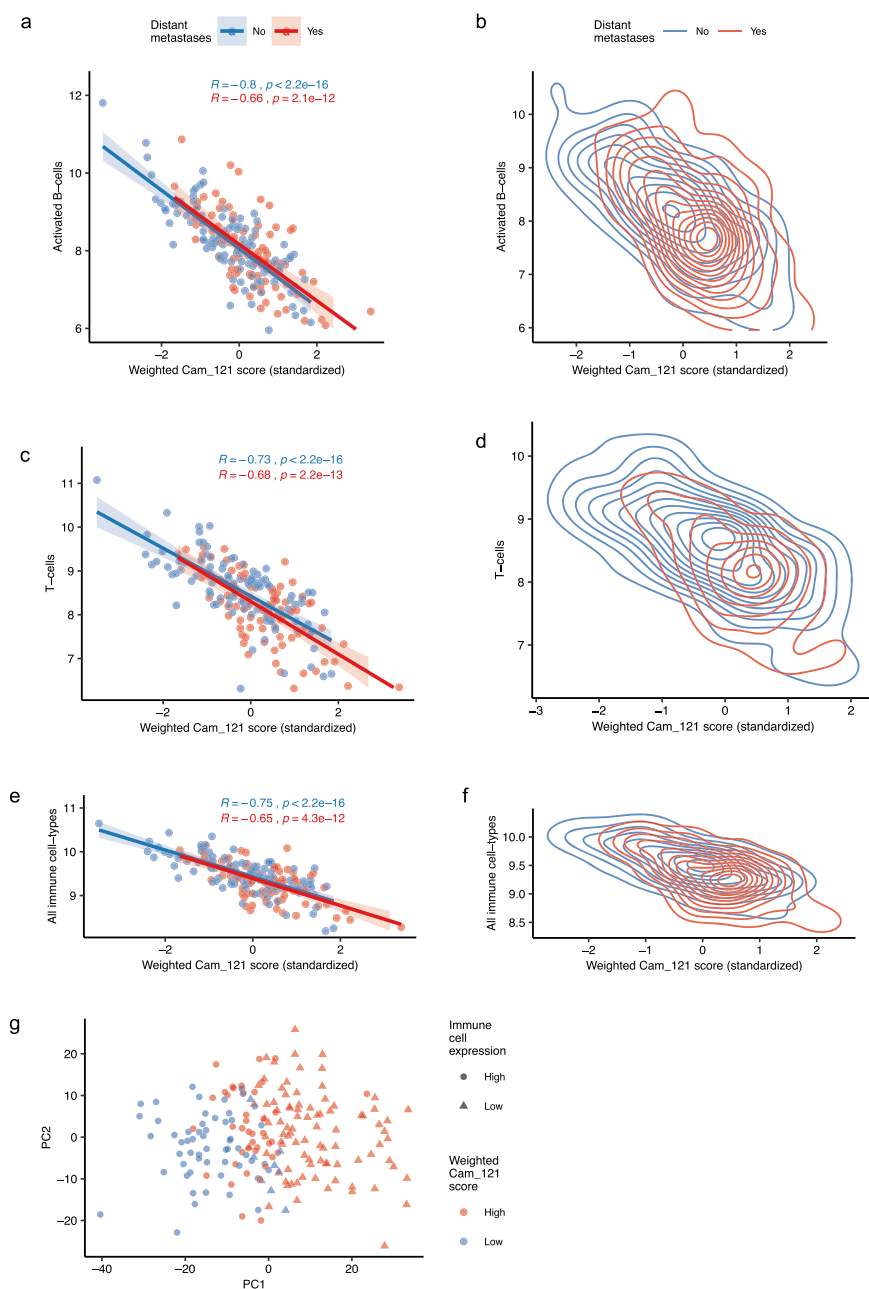 a
Distant
metastases
a
No
a
Yes
R = −0.8 , p < 2.2e−16
R = −0.66 , p = 2.1e−12
12
10
8
6
Activated B−cells
−2
0
2
Weighted Cam_121 score (standardized)
b
Distant
metastases
No
Yes
10
9
8
7
6
Activated B−cells
−2
−1
0
1
2
Weighted Cam_121 score (standardized)
c
R = −0.73 , p < 2.2e−16
R = −0.68 , p = 2.2e−13
11
10
9
8
7
T−cells
−2
0
2
Weighted Cam_121 score (standardized)
d
10
9
8
7
T−cells
−3
−2
−1
0
1
2
Weighted Cam_121 score (standardized)
e
R = −0.75 , p < 2.2e−16
R = −0.65 , p = 4.3e−12
11
10
9
All immune cell−types
−2
0
2
Weighted Cam_121 score (standardized)
f
10.0
9.5
9.0
8.5
All immune cell−types
−2
−1
0
1
2
Weighted Cam_121 score (standardized)
g
20
10
0
−10
−20
PC2
−40
−20
0
20
PC1
Immune
cell
expression
High
Low
Weighted
Cam_121
score
High
Low